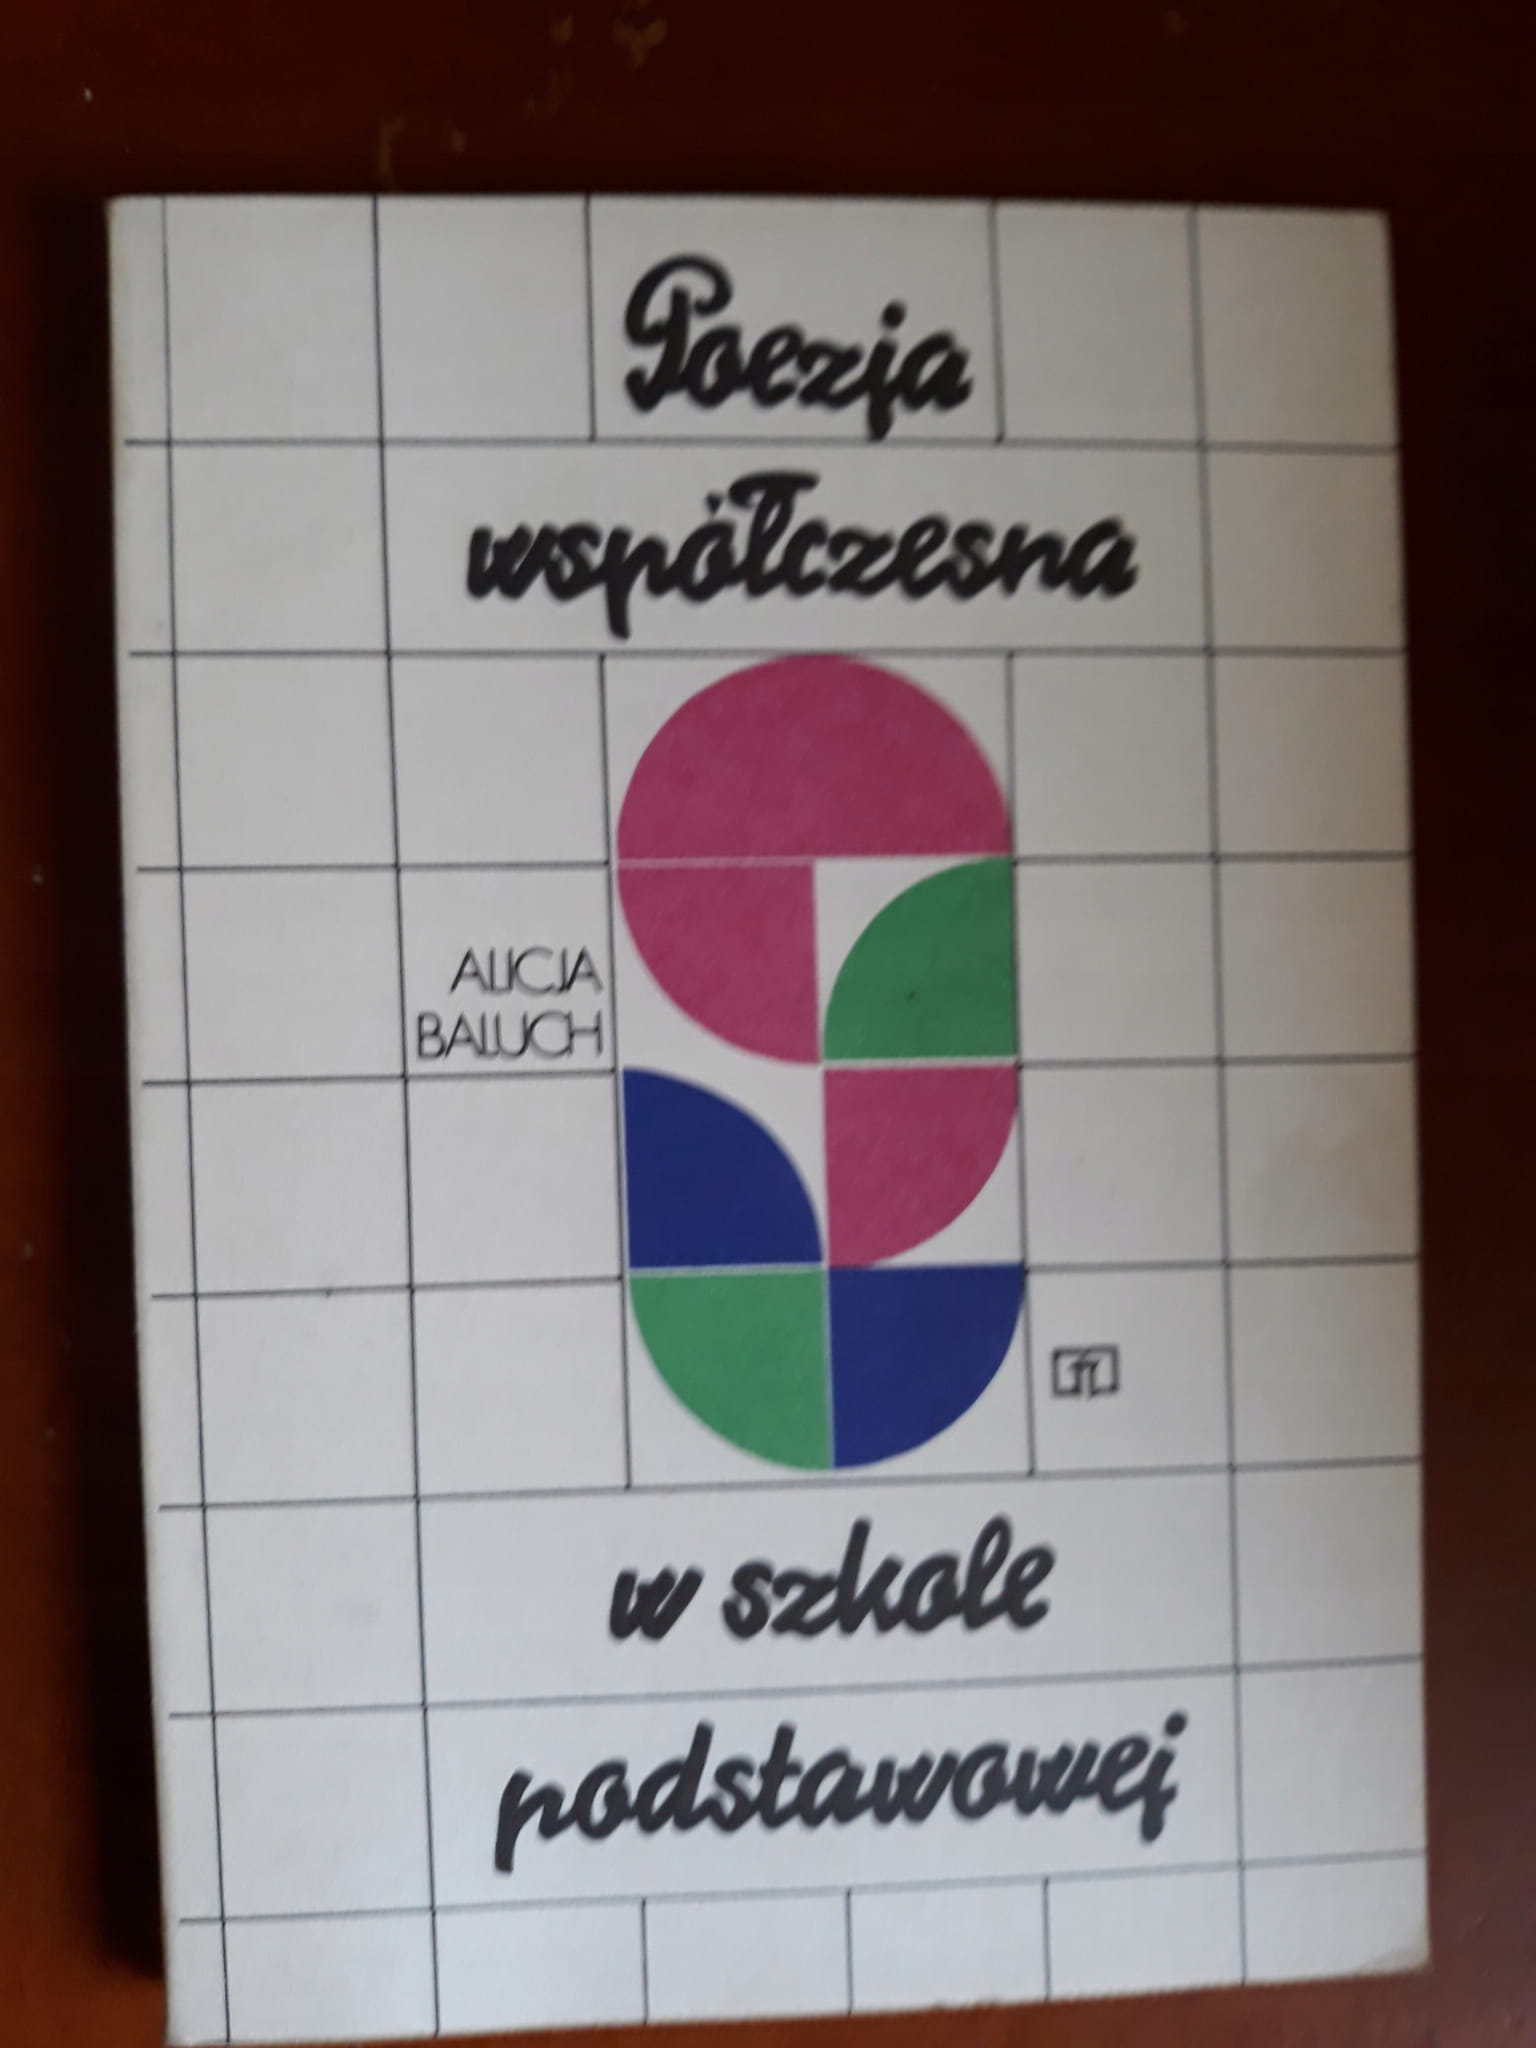 Poezja
współczesna
ALICJA
BALUCH
w szkole
podstawowej